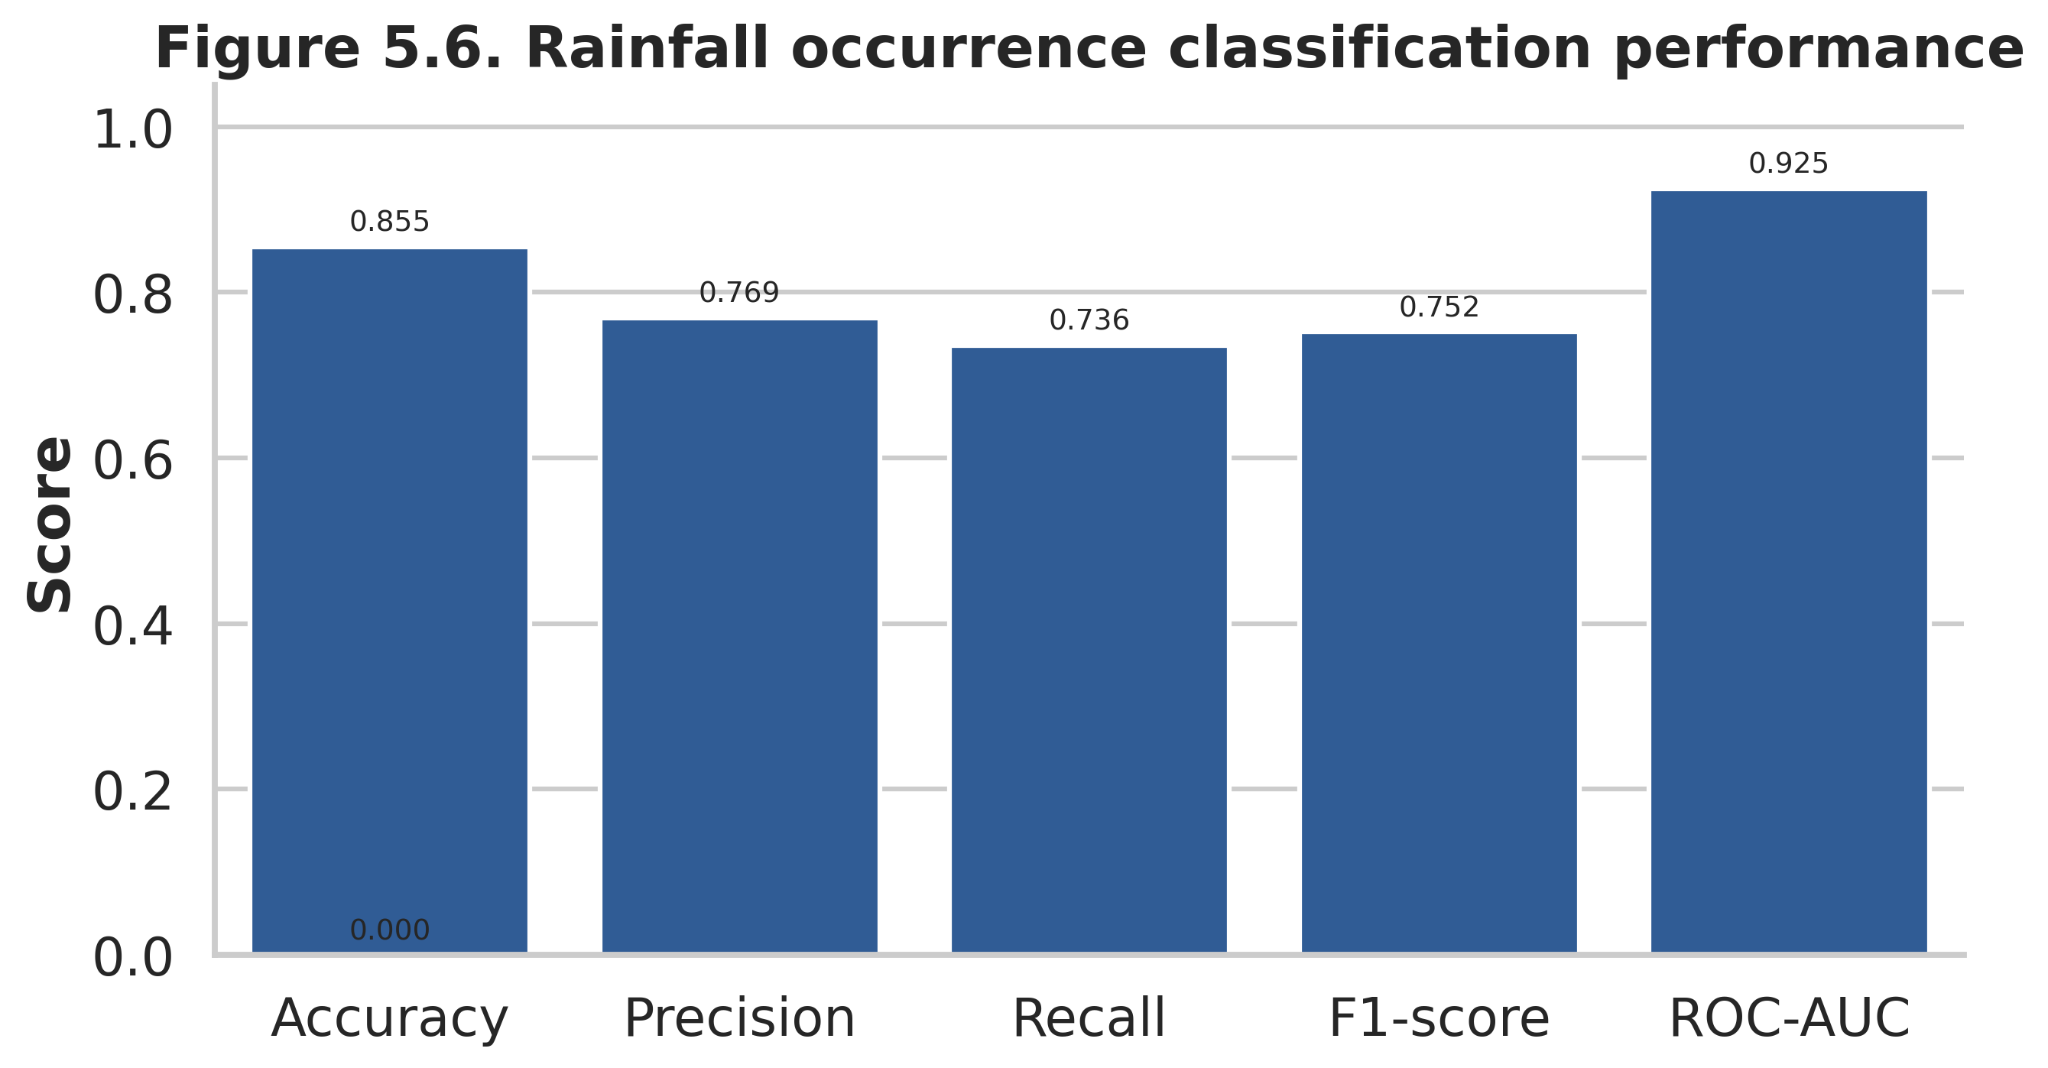 Figure 5.6. Rainfall occurrence classification performance
Score
1.0
0.8
0.6
0.4
0.2
0.0
0.855
0.769
0.736
0.752
0.925
0.000
Accuracy
Precision
Recall
F1-score
ROC-AUC